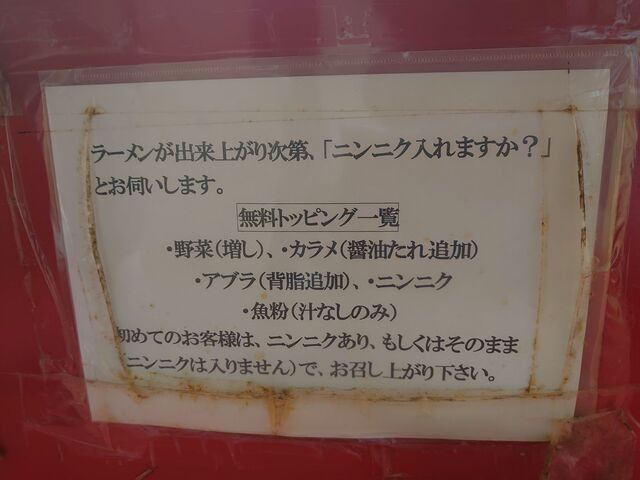 ラーメンが出来上がり次第、「ニンニク入れますか?」
とお伺いします。
無料トッピング一覧
・野菜(増し)、・カラメ(醤油たれ追加)
・アブラ(背脂追加)、・ニンニク
・魚粉(汁なしのみ)
初めてのお客様は、ニンニクあり、もしくはそのまま
(ニンニクは入りません)で、お召し上がり下さい。